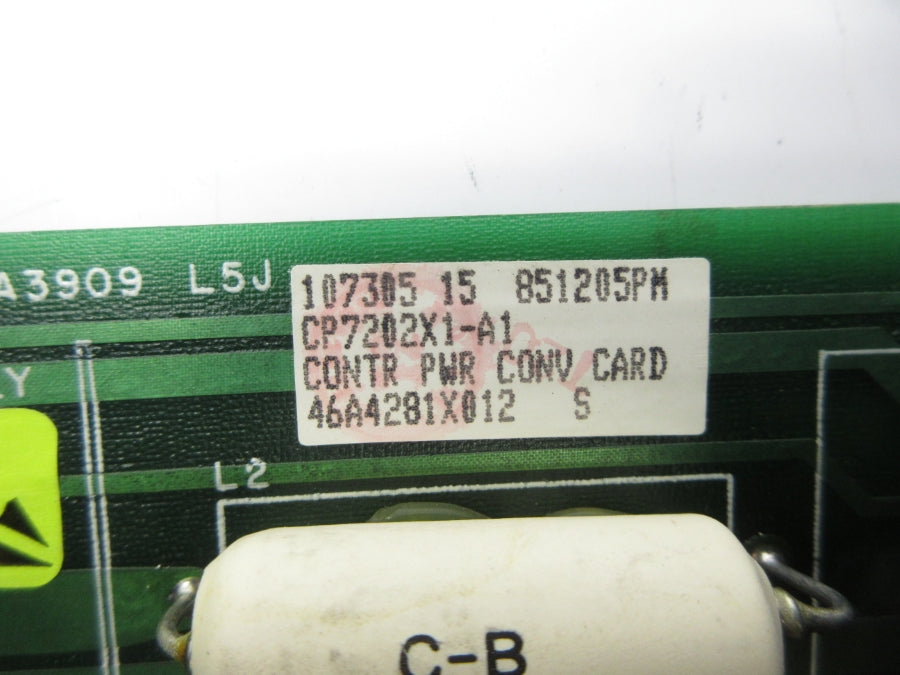 A3909 L5J
107305 15 851205PM
CP7202X1-A1
CONTR PWR CONV CARD
46A4281X012 S
Y
L2
C-B